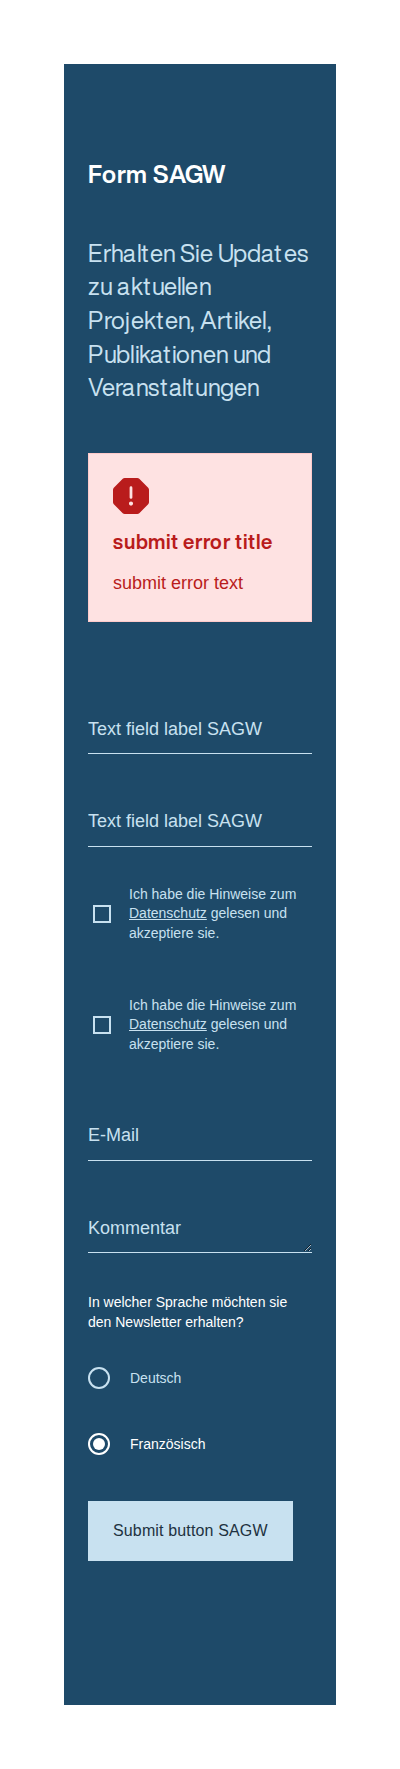 Form SAGW
Erhalten Sie Updates
zu aktuellen
Projekten, Artikel,
Publikationen und
Veranstaltungen
submit error title
submit error text
Text field label SAGW
Text field label SAGW
Ich habe die Hinweise zum
Datenschutz gelesen und
akzeptiere sie.
Ich habe die Hinweise zum
Datenschutz gelesen und
akzeptiere sie.
E-Mail
Kommentar
In welcher Sprache möchten sie
den Newsletter erhalten?
Deutsch
Französisch
Submit button SAGW